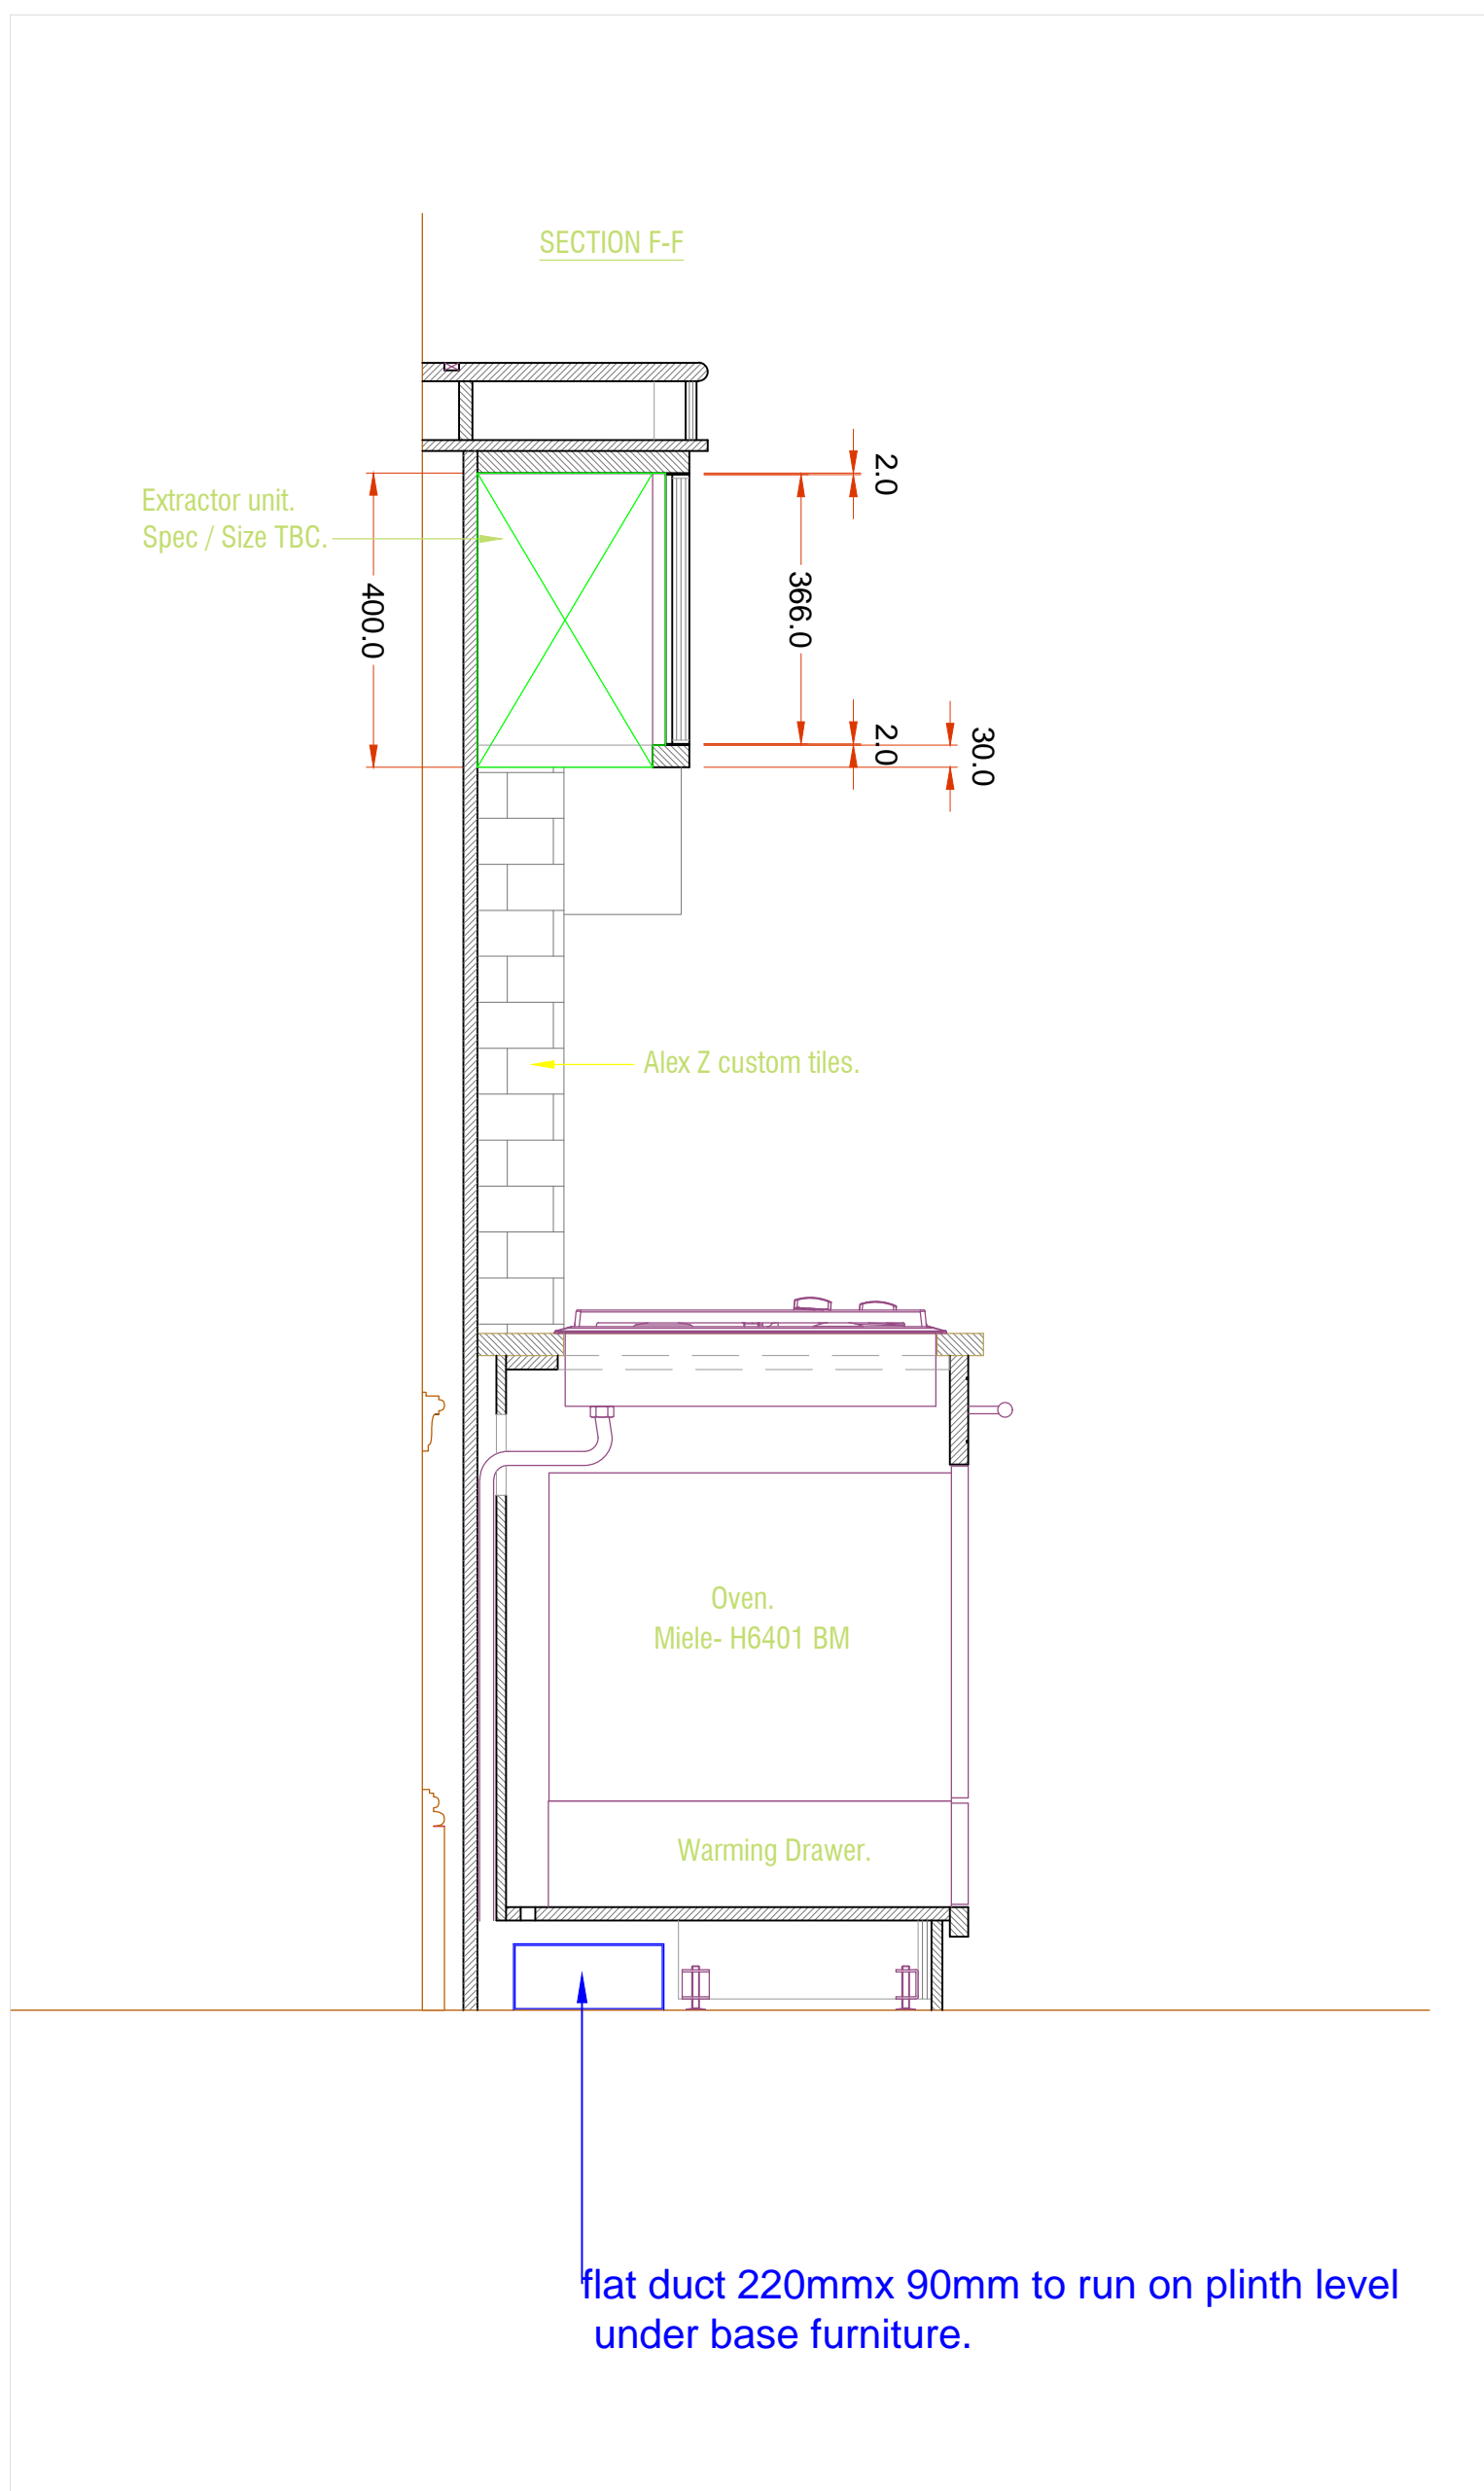 SECTION F-F
2.0
Extractor unit.
Spec / Size TBC.
400.0
366.0
2.0
30.0
Alex Z custom tiles.
Oven.
Miele- H6401 BM
Warming Drawer.
flat duct 220mmx 90mm to run on plinth level
under base furniture.